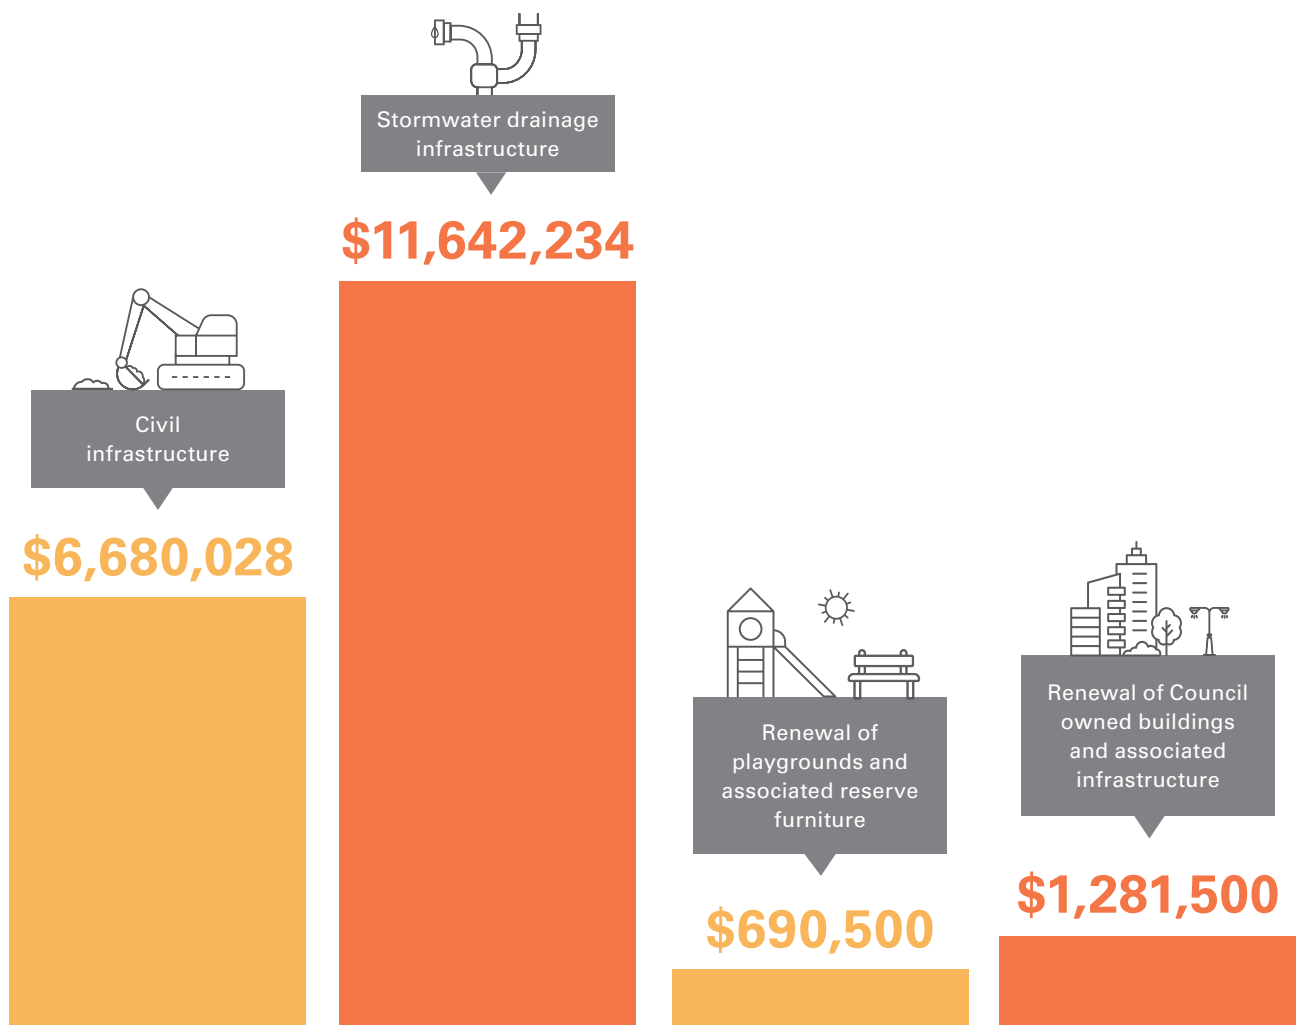 Civil
infrastructure
$6,680,028
Stormwater drainage
infrastructure
$11,642,234
Renewal of
playgrounds and
associated reserve
furniture
$690,500
Renewal of Council
owned buildings
and associated
infrastructure
$1,281,500